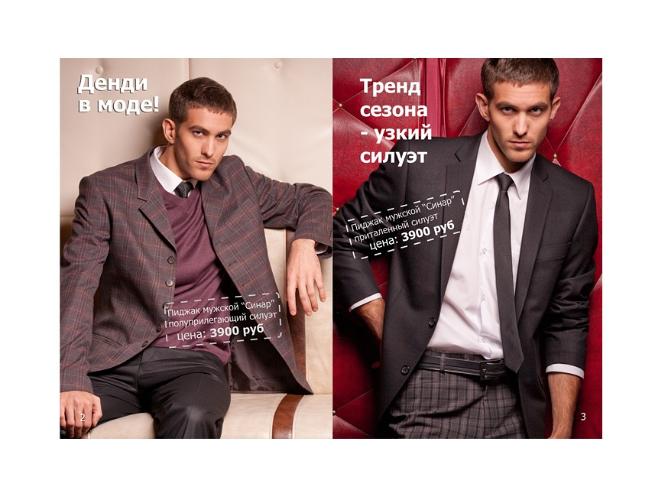 Денди
в моде!
Пиджак мужской "Синар"
полуприлегающий силуэт
цена: 3900 руб
2
Тренд
сезона
- узкий
силуэт
Пиджак мужской "Синар"
приталенный силуэт
цена: 3900 руб
3